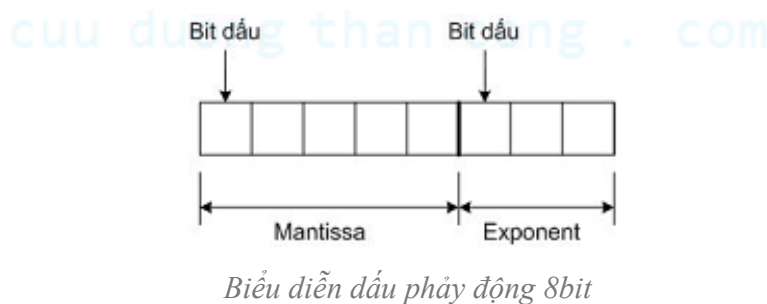 cuu duong than cong . com
Bit dấu Bit dấu
Mantissa Exponent
Biểu diễn dấu phảy động 8bit